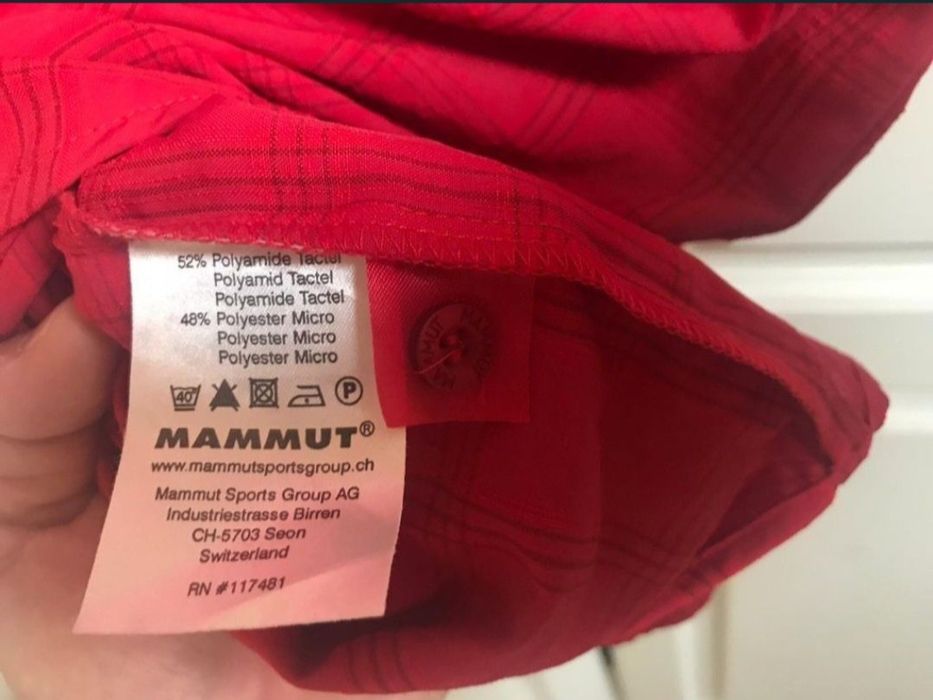 52% Polyamide Tactel
Polyamid Tactel
Polyamide Tactel
48% Polyester Micro
Polyester Micro
Polyester Micro
40°
P
MAMMUT®
www.mammutsportsgroup.ch
Mammut Sports Group AG
Industriestrasse Birren
CH-5703 Seon
Switzerland
RN #117481
MAMMUT